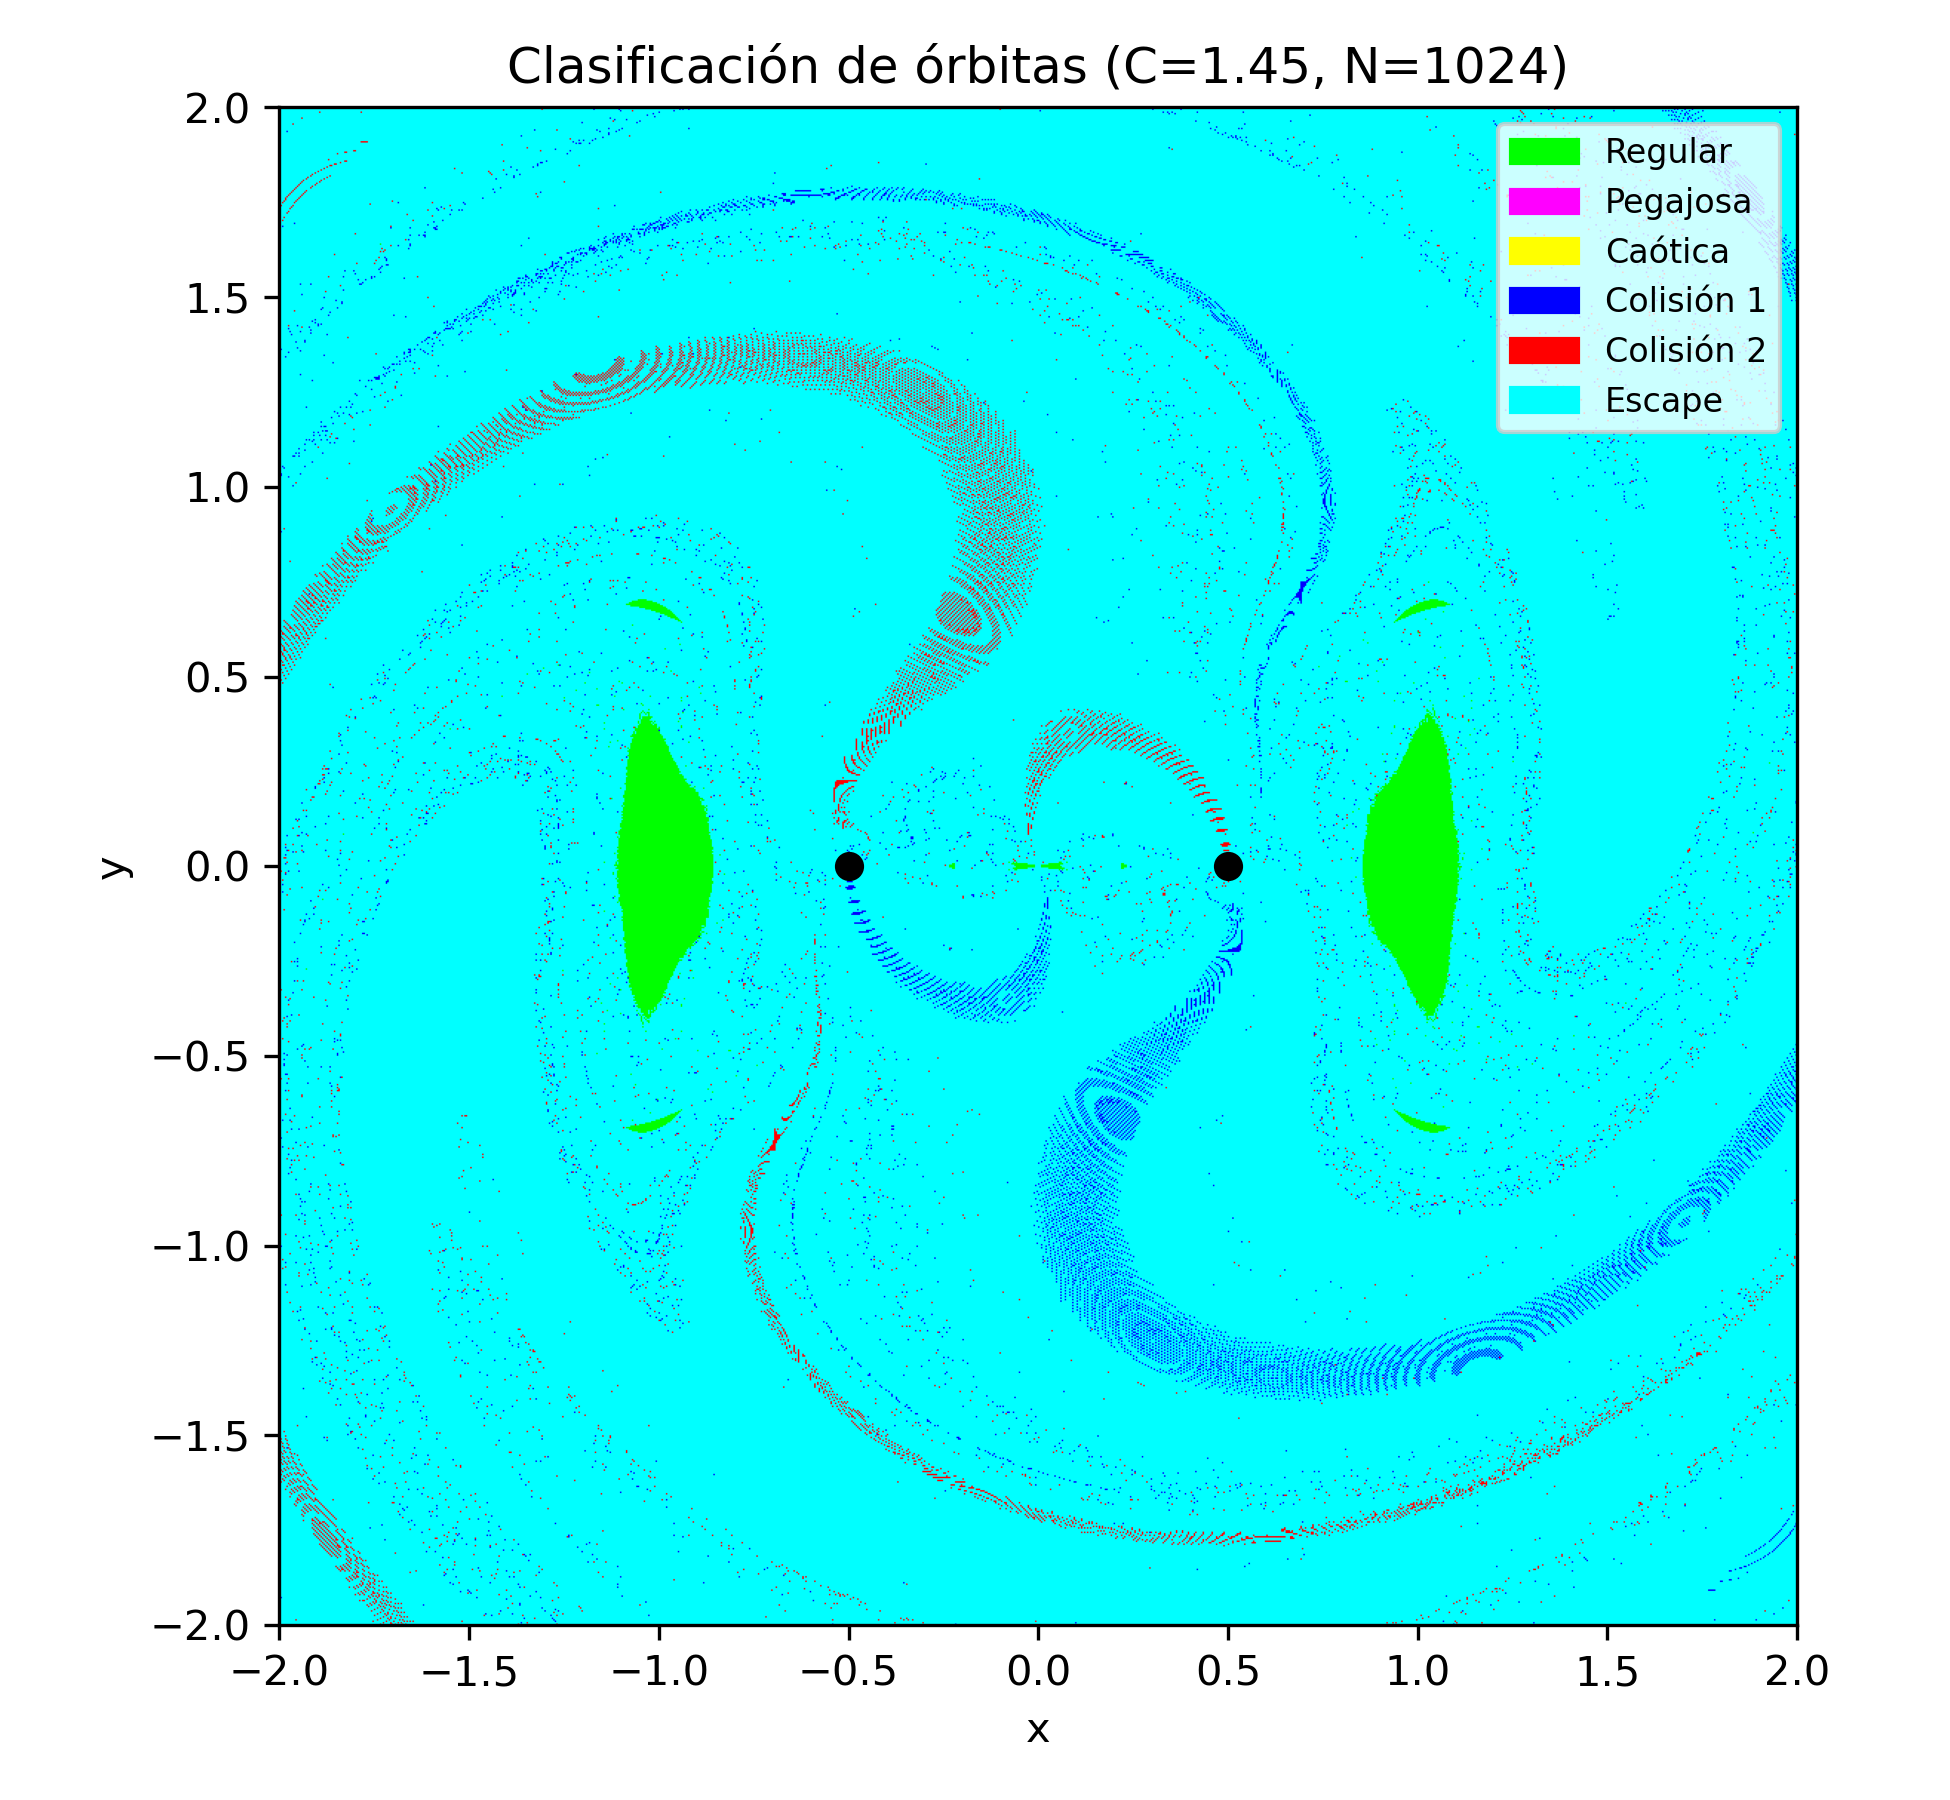 Clasificación de órbitas (C=1.45, N=1024)
2.0
1.5
1.0
0.5
0.0
−0.5
−1.0
−1.5
−2.0
y
Regular
Pegajosa
Caótica
Colisión 1
Colisión 2
Escape
−2.0 −1.5 −1.0 −0.5 0.0 0.5 1.0 1.5 2.0
x